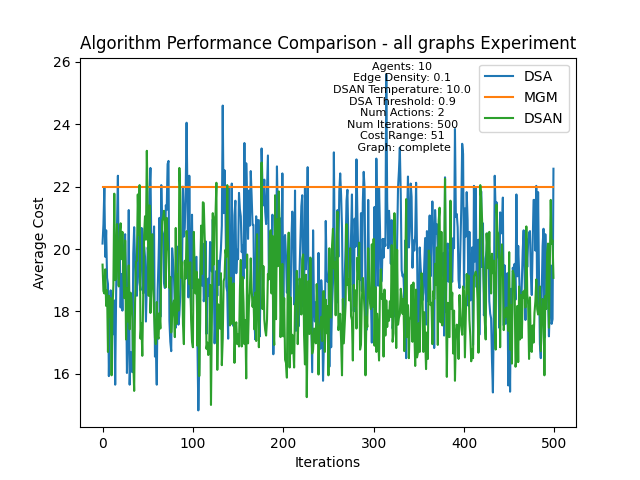 Algorithm Performance Comparison - all graphs Experiment
Agents: 10
Edge Density: 0.1
DSAN Temperature: 10.0
DSA Threshold: 0.9
Num Actions: 2
Num Iterations: 500
Cost Range: 51
Graph: complete
DSA
MGM
DSAN
Average Cost
26
24
22
20
18
16
0
100
200
300
400
500
Iterations